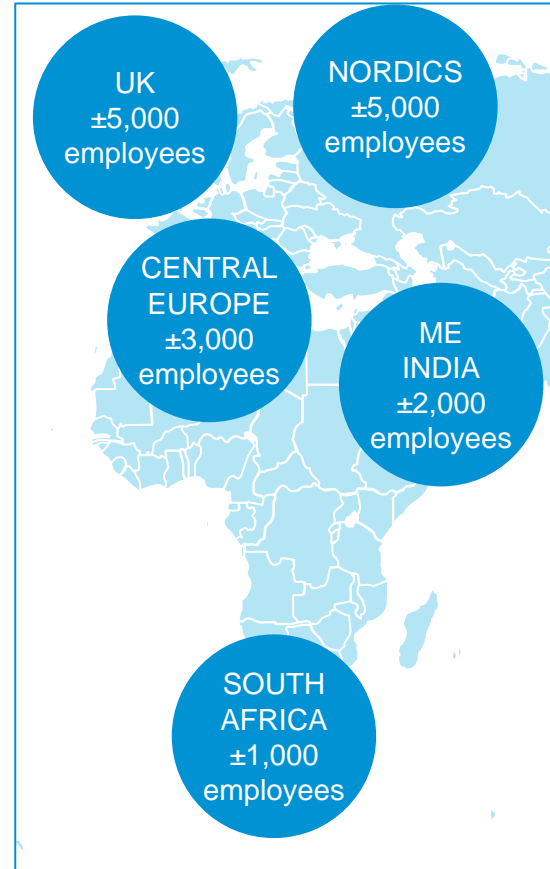 UK
±5,000
employees
NORDICS
±5,000
employees
CENTRAL
EUROPE
±3,000
employees
ME
INDIA
±2,000
employees
SOUTH
AFRICA
±1,000
employees